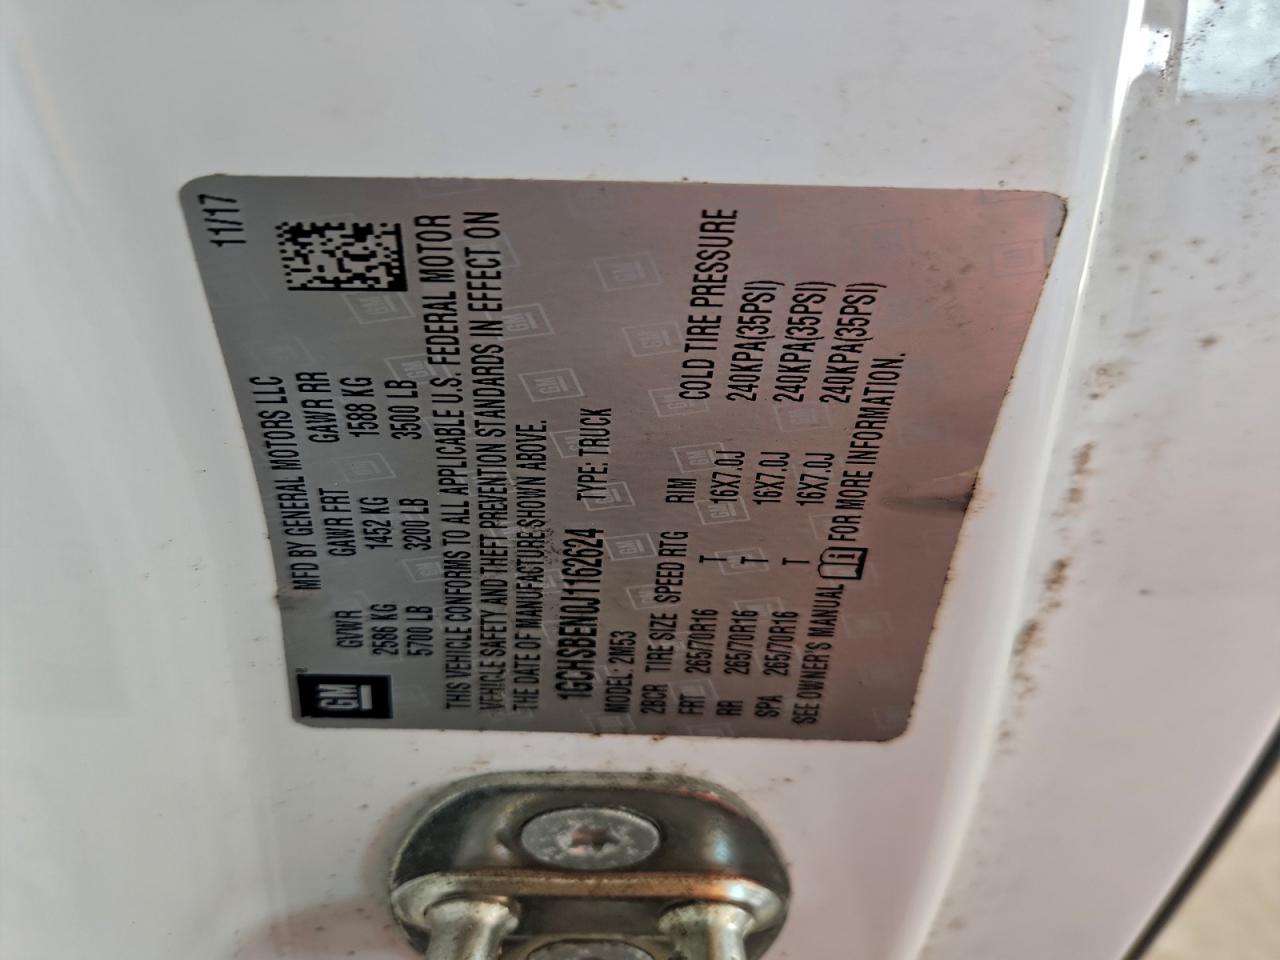 11/17
MFD BY GENERAL MOTORS LLC
GM
GVWR GAWR FRT GAWR RR
2586 KG 1452 KG 1588 KG
5700 LB 3200 LB 3500 LB
THIS VEHICLE CONFORMS TO ALL APPLICABLE U.S. FEDERAL MOTOR
VEHICLE SAFETY AND THEFT PREVENTION STANDARDS IN EFFECT ON
THE DATE OF MANUFACTURE SHOWN ABOVE.
1GCHSBEN0J1162624 TYPE: TRUCK
MODEL: 2M53
2BCR TIRE SIZE SPEED RTG RIM COLD TIRE PRESSURE
FRT 265/70R16 T 16X7.0J 240KPA(35PSI)
RR 265/70R16 T 16X7.0J 240KPA(35PSI)
SPA 265/70R16 T 16X7.0J 240KPA(35PSI)
SEE OWNER'S MANUAL FOR MORE INFORMATION.